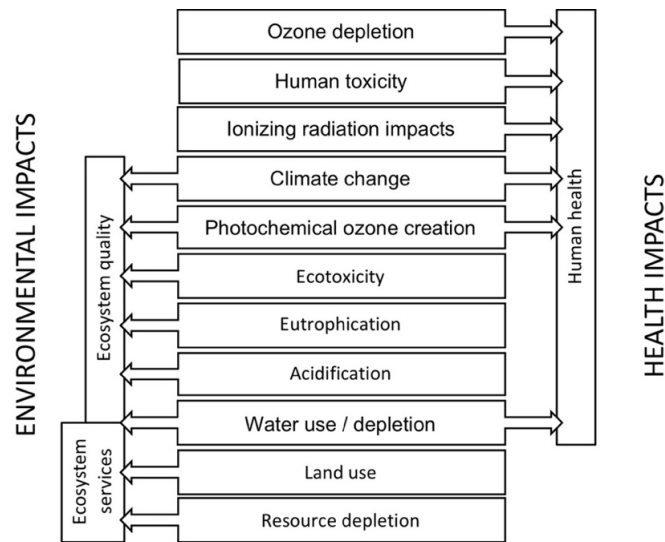 Ozone depletion
Human toxicity
Ionizing radiation impacts
Climate change
Photochemical ozone creation
Ecotoxicity
Eutrophication
Acidification
Water use / depletion
Land use
Resource depletion
ENVIRONMENTAL IMPACTS
Ecosystem quality
Ecosystem
services
Human health
HEALTH IMPACTS